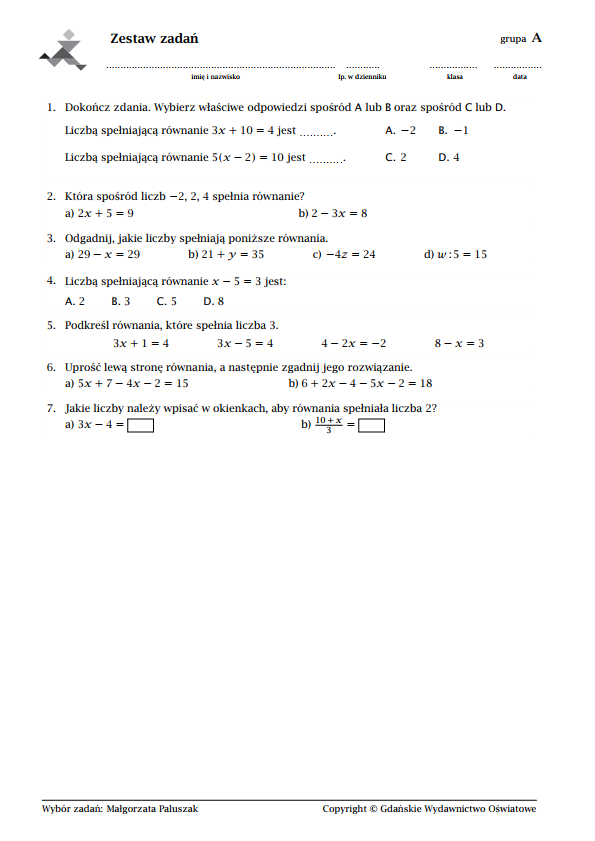 Zestaw zadań
grupa A
imię i nazwisko lp. w dzienniku klasa data
1. Dokończ zdania. Wybierz właściwe odpowiedzi spośród A lub B oraz spośród C lub D.
Liczbą spełniającą równanie 3x + 10 = 4 jest ........... A. −2 B. −1
Liczbą spełniającą równanie 5(x − 2) = 10 jest ........... C. 2 D. 4
2. Która spośród liczb −2, 2, 4 spełnia równanie?
a) 2x + 5 = 9 b) 2 − 3x = 8
3. Odgadnij, jakie liczby spełniają poniższe równania.
a) 29 − x = 29 b) 21 + y = 35 c) −4z = 24 d) w : 5 = 15
4. Liczbą spełniającą równanie x − 5 = 3 jest:
A. 2 B. 3 C. 5 D. 8
5. Podkreśl równania, które spełnia liczba 3.
3x + 1 = 4 3x − 5 = 4 4 − 2x = −2 8 − x = 3
6. Uprość lewą stronę równania, a następnie zgadnij jego rozwiązanie.
a) 5x + 7 − 4x − 2 = 15 b) 6 + 2x − 4 − 5x − 2 = 18
7. Jakie liczby należy wpisać w okienkach, aby równania spełniała liczba 2?
a) 3x − 4 = b) (10 + x)/3 =
Wybór zadań: Małgorzata Paluszak Copyright © Gdańskie Wydawnictwo Oświatowe